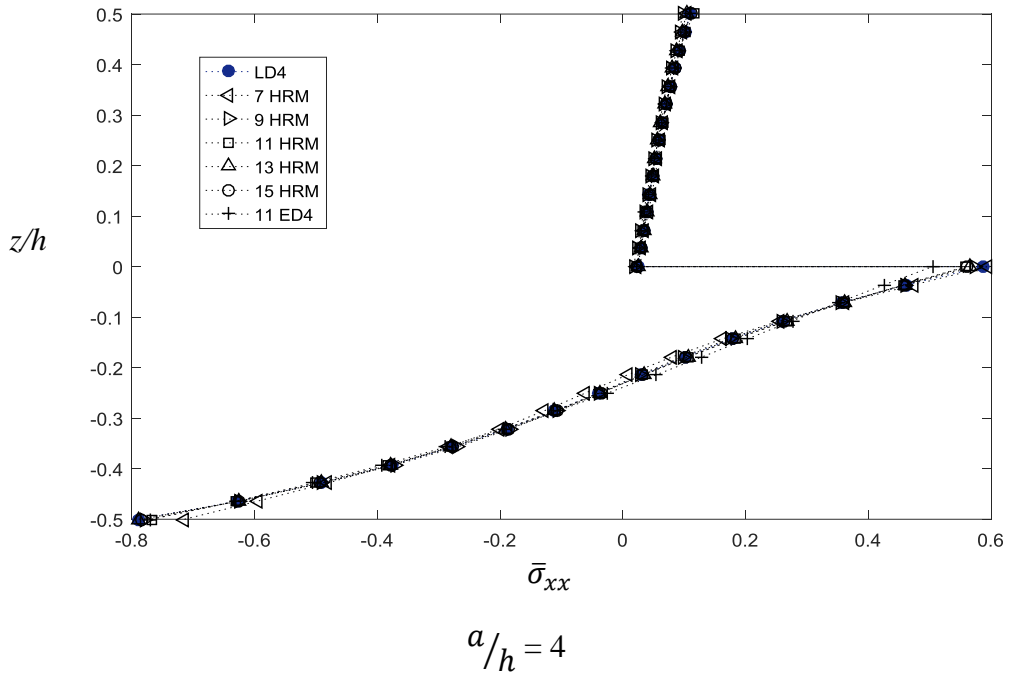 0.5
0.4
0.3
0.2
0.1
0
-0.1
-0.2
-0.3
-0.4
-0.5
z/h
LD4
7 HRM
9 HRM
11 HRM
13 HRM
15 HRM
11 ED4
-0.8 -0.6 -0.4 -0.2 0 0.2 0.4 0.6
σ̄xx
a/h = 4